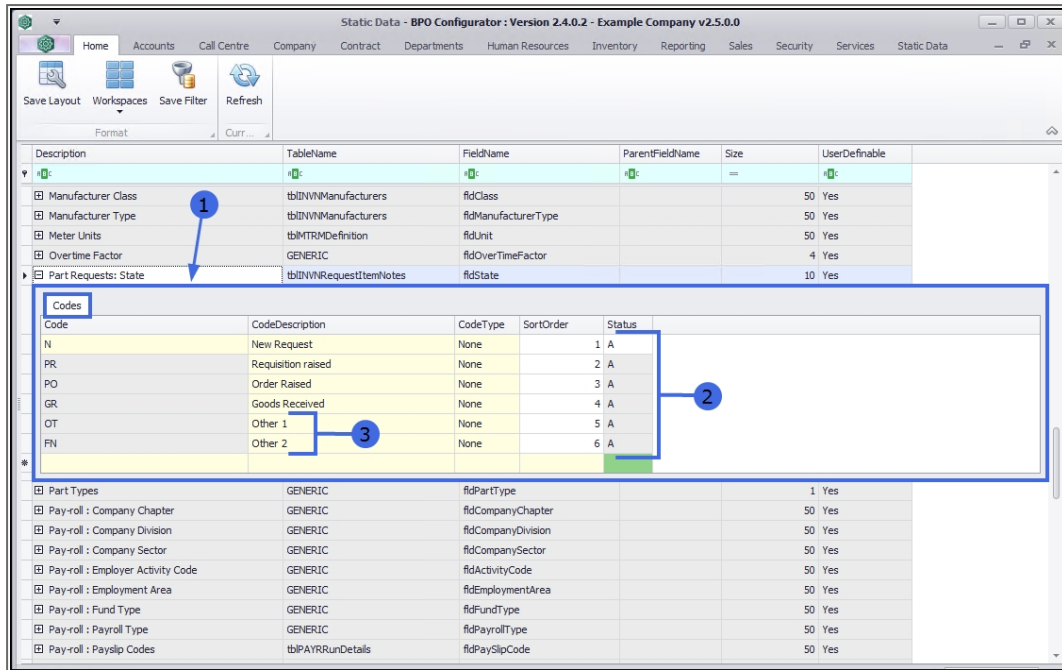 Static Data - BPO Configurator : Version 2.4.0.2 - Example Company v2.5.0.0
Home Accounts Call Centre Company Contract Departments Human Resources Inventory Reporting Sales Security Services Static Data
Save Layout Workspaces Save Filter Refresh
Format Curr...
Description TableName FieldName ParentFieldName Size UserDefinable
Manufacturer Class tblINVNManufacturers fldClass 50 Yes
1
Manufacturer Type tblINVNManufacturers fldManufacturerType 50 Yes
Meter Units tblMTRMDefinition fldUnit 50 Yes
Overtime Factor GENERIC fldOverTimeFactor 4 Yes
Part Requests: State tblINVNRequestItemNotes fldState 10 Yes
Codes
Code CodeDescription CodeType SortOrder Status
N New Request None 1 A
PR Requisition raised None 2 A
PO Order Raised None 3 A
2
GR Goods Received None 4 A
OT Other 1 None 5 A
3
FN Other 2 None 6 A
Part Types GENERIC fldPartType 1 Yes
Pay-roll : Company Chapter GENERIC fldCompanyChapter 50 Yes
Pay-roll : Company Division GENERIC fldCompanyDivision 50 Yes
Pay-roll : Company Sector GENERIC fldCompanySector 50 Yes
Pay-roll : Employer Activity Code GENERIC fldActivityCode 50 Yes
Pay-roll : Employment Area GENERIC fldEmploymentArea 50 Yes
Pay-roll : Fund Type GENERIC fldFundType 50 Yes
Pay-roll : Payroll Type GENERIC fldPayrollType 50 Yes
Pay-roll : Payslip Codes tblPAYRRunDetails fldPaySlipCode 50 Yes